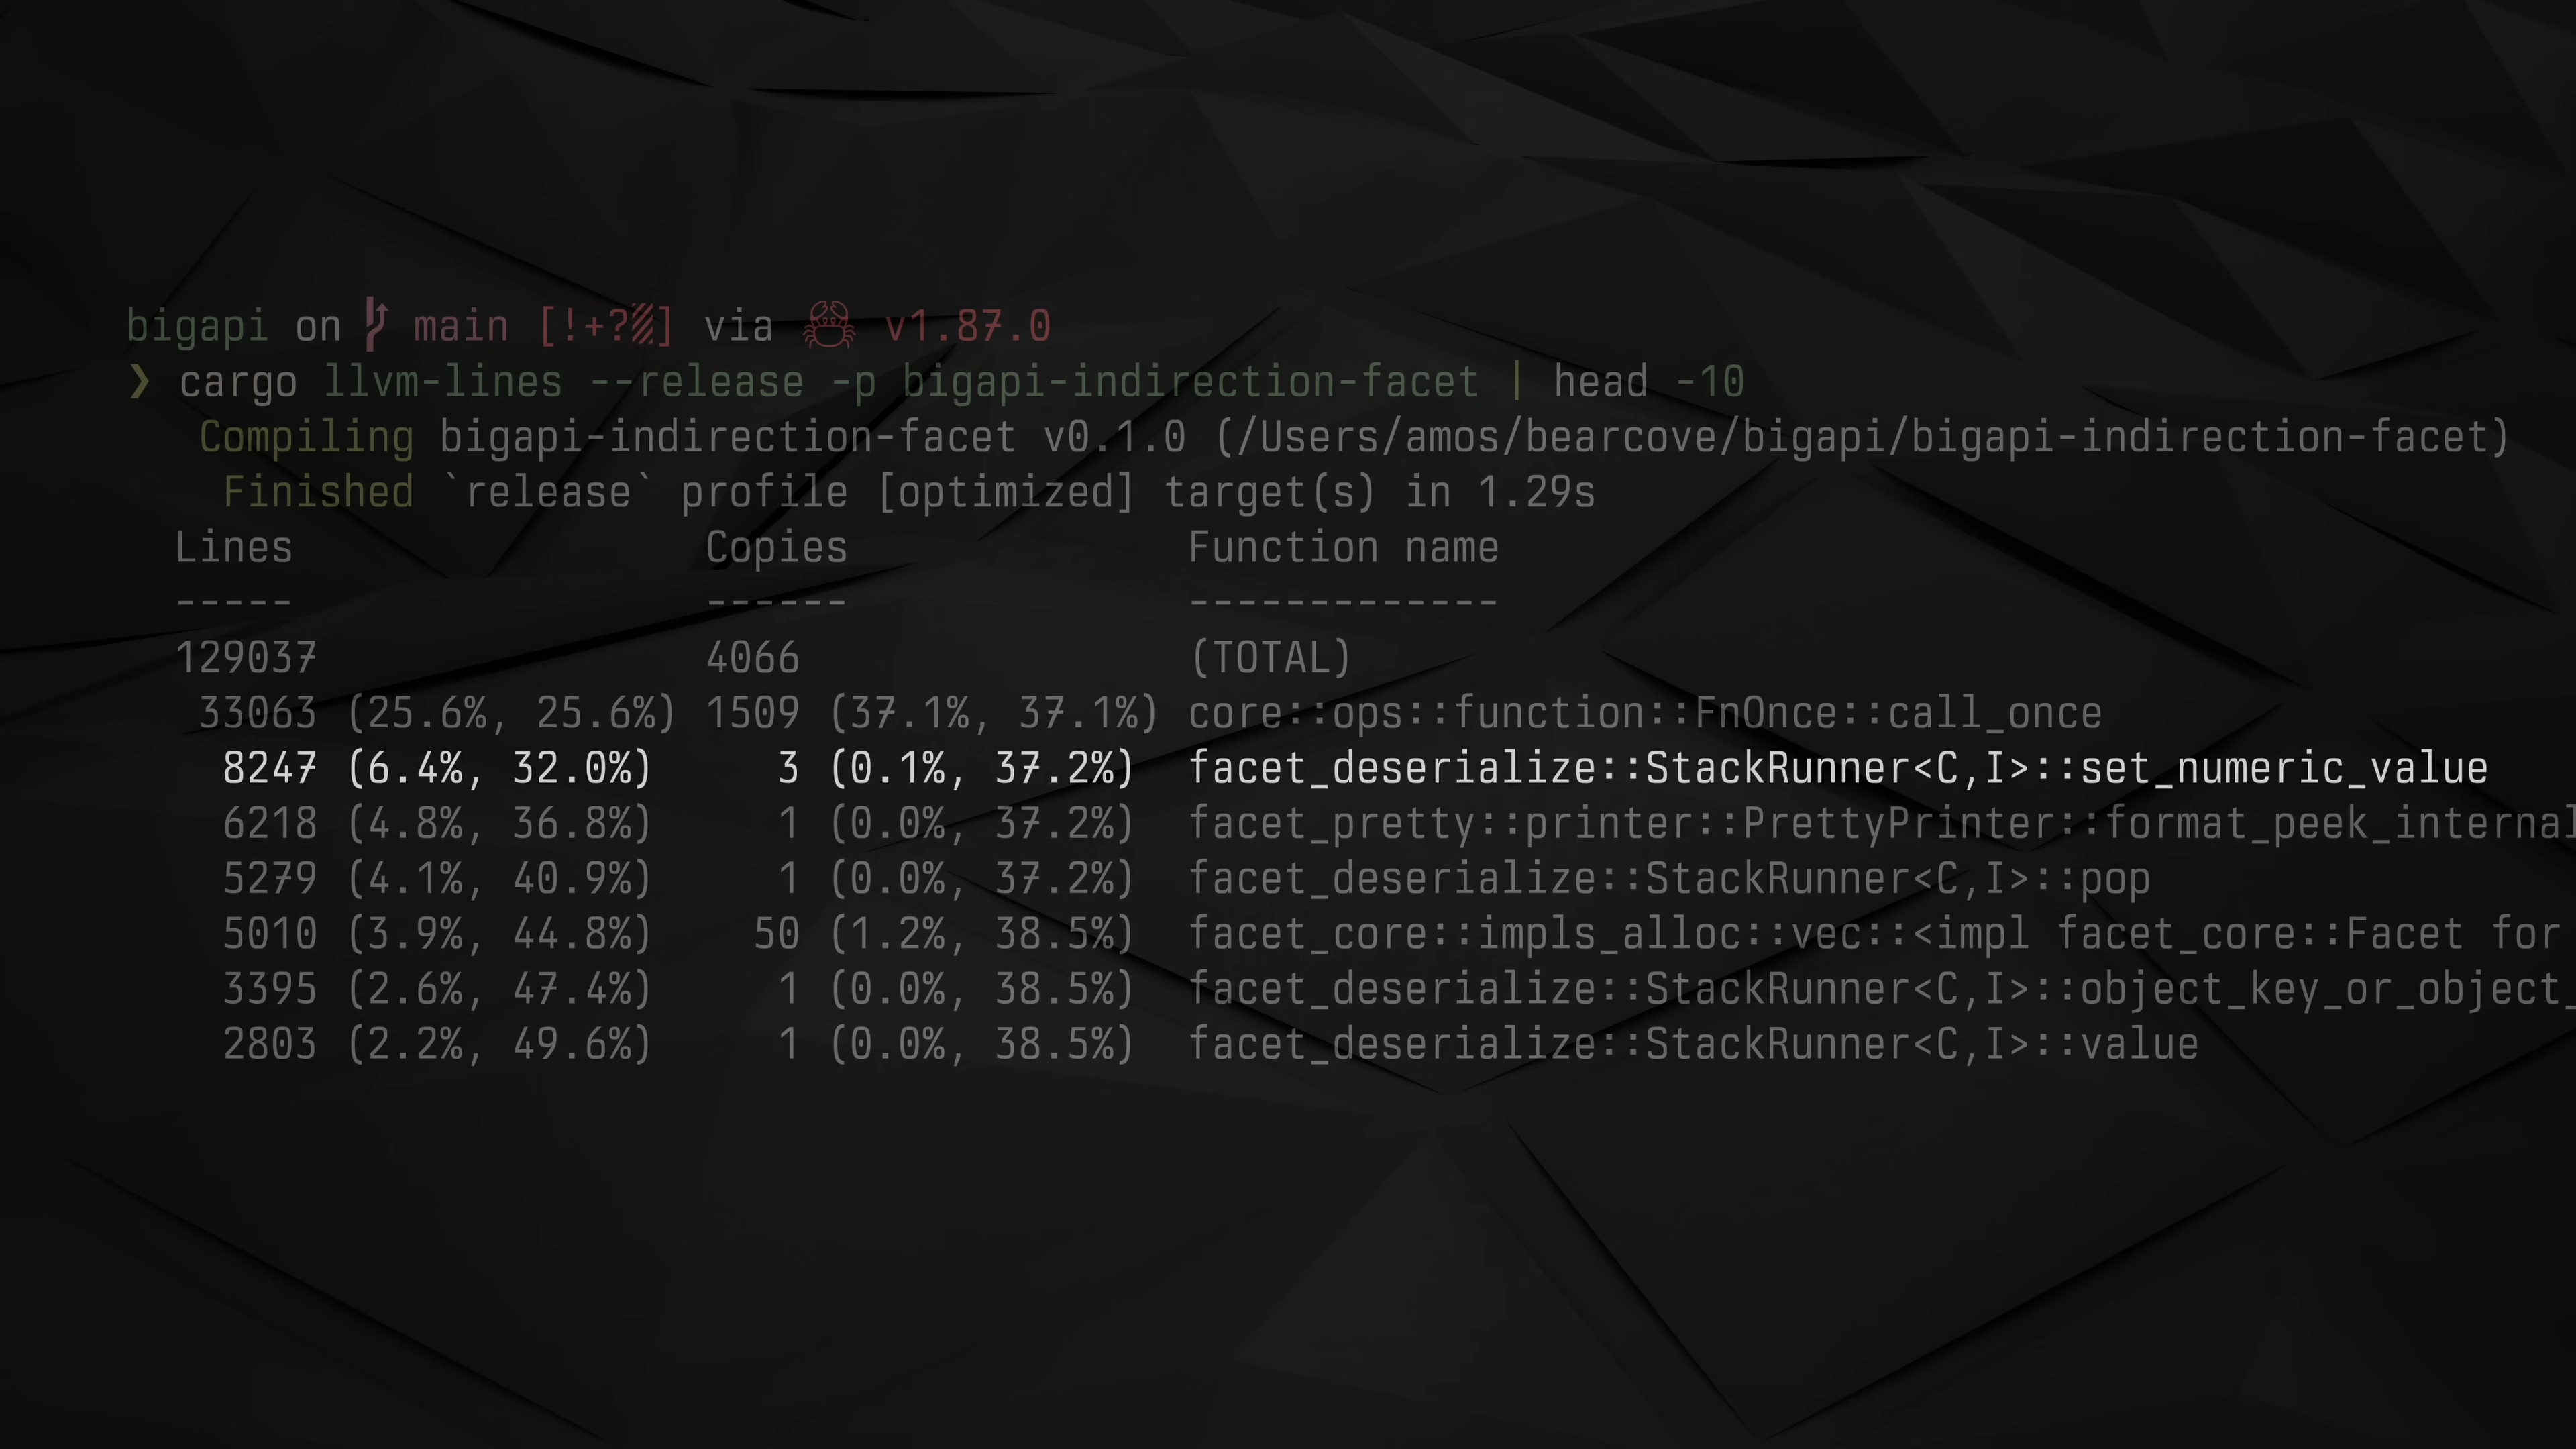 bigapi on main [!+?] via 🦀 v1.87.0
❯ cargo llvm-lines --release -p bigapi-indirection-facet | head -10
Compiling bigapi-indirection-facet v0.1.0 (/Users/amos/bearcove/bigapi/bigapi-indirection-facet)
Finished `release` profile [optimized] target(s) in 1.29s
Lines Copies Function name
----- ------ -------------
129037 4066 (TOTAL)
33063 (25.6%, 25.6%) 1509 (37.1%, 37.1%) core::ops::function::FnOnce::call_once
8247 (6.4%, 32.0%) 3 (0.1%, 37.2%) facet_deserialize::StackRunner<C,I>::set_numeric_value
6218 (4.8%, 36.8%) 1 (0.0%, 37.2%) facet_pretty::printer::PrettyPrinter::format_peek_internal
5279 (4.1%, 40.9%) 1 (0.0%, 37.2%) facet_deserialize::StackRunner<C,I>::pop
5010 (3.9%, 44.8%) 50 (1.2%, 38.5%) facet_core::impls_alloc::vec::<impl facet_core::Facet for
3395 (2.6%, 47.4%) 1 (0.0%, 38.5%) facet_deserialize::StackRunner<C,I>::object_key_or_object_
2803 (2.2%, 49.6%) 1 (0.0%, 38.5%) facet_deserialize::StackRunner<C,I>::value